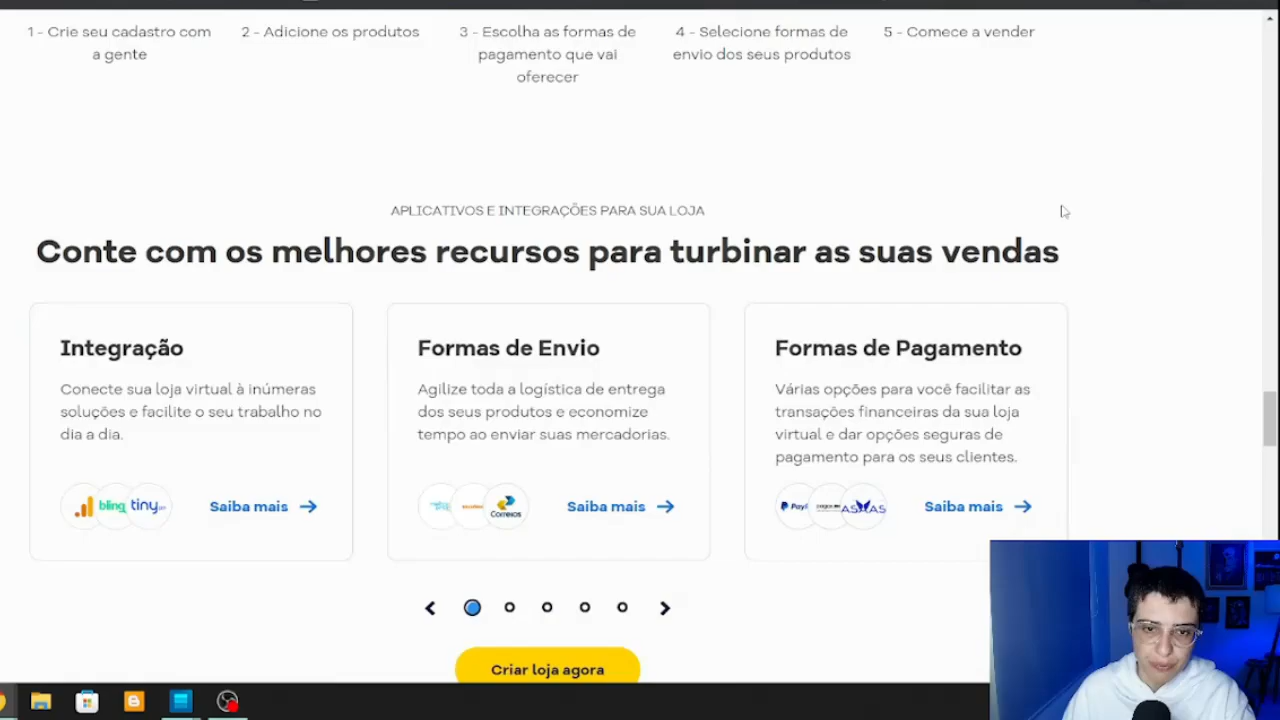 1 - Crie seu cadastro com
a gente
2 - Adicione os produtos
3 - Escolha as formas de
pagamento que vai
oferecer
4 - Selecione formas de
envio dos seus produtos
5 - Comece a vender
APLICATIVOS E INTEGRAÇÕES PARA SUA LOJA
Conte com os melhores recursos para turbinar as suas vendas
Integração
Conecte sua loja virtual à inúmeras
soluções e facilite o seu trabalho no
dia a dia.
bling tiny
Saiba mais
Formas de Envio
Agilize toda a logística de entrega
dos seus produtos e economize
tempo ao enviar suas mercadorias.
Correios
Saiba mais
Formas de Pagamento
Várias opções para você facilitar as
transações financeiras da sua loja
virtual e dar opções seguras de
pagamento para os seus clientes.
ASAAS
Saiba mais
Criar loja agora